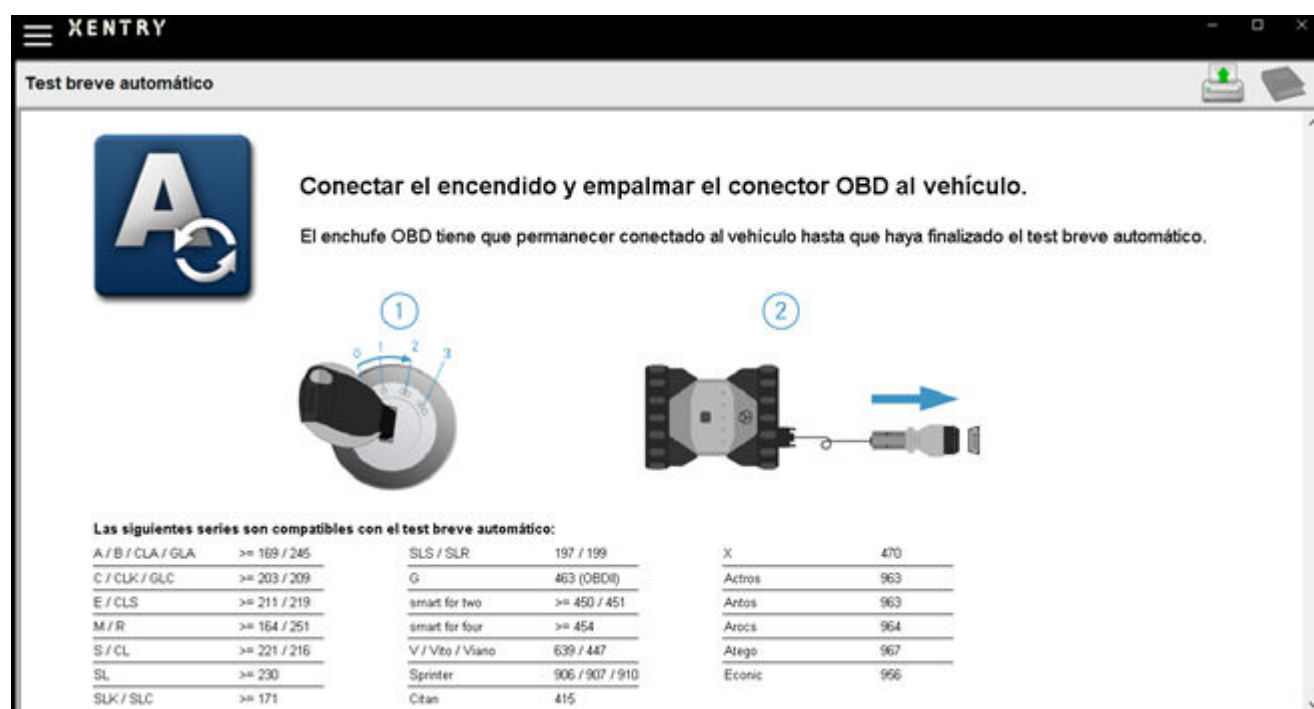 XENTRY
Test breve automático
A
Conectar el encendido y empalmar el conector OBD al vehículo.
El enchufe OBD tiene que permanecer conectado al vehículo hasta que haya finalizado el test breve automático.
1 2
0 1 2 3
Las siguientes series son compatibles con el test breve automático:
A / B / CLA / GLA >= 169 / 245 SLS / SLR 197 / 199 X 470
C / CLK / GLC >= 203 / 209 G 463 (OBDII) Actros 963
E / CLS >= 211 / 219 smart for two >= 450 / 451 Antos 963
M / R >= 164 / 251 smart for four >= 454 Arocs 964
S / CL >= 221 / 216 V / Vito / Viano 639 / 447 Atego 967
SL >= 230 Sprinter 906 / 907 / 910 Econic 956
SLK / SLC >= 171 Citan 415